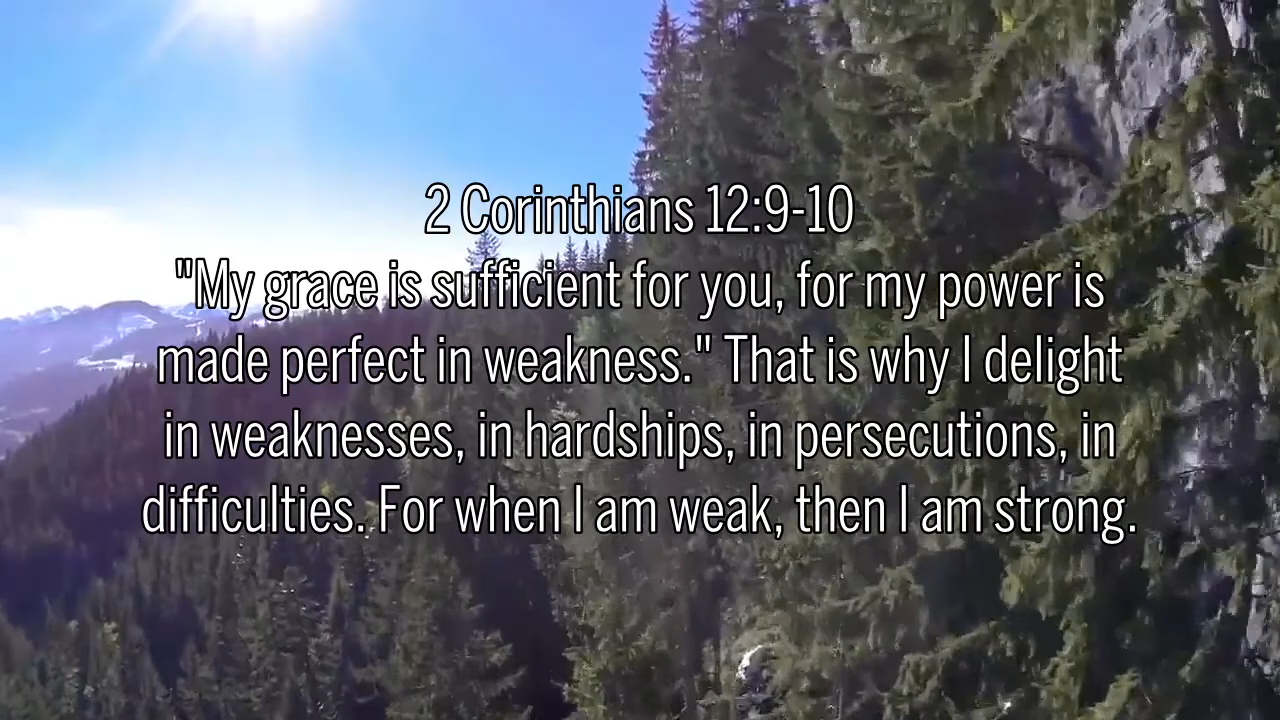 2 Corinthians 12:9-10
"My grace is sufficient for you, for my power is
made perfect in weakness." That is why I delight
in weaknesses, in hardships, in persecutions, in
difficulties. For when I am weak, then I am strong.